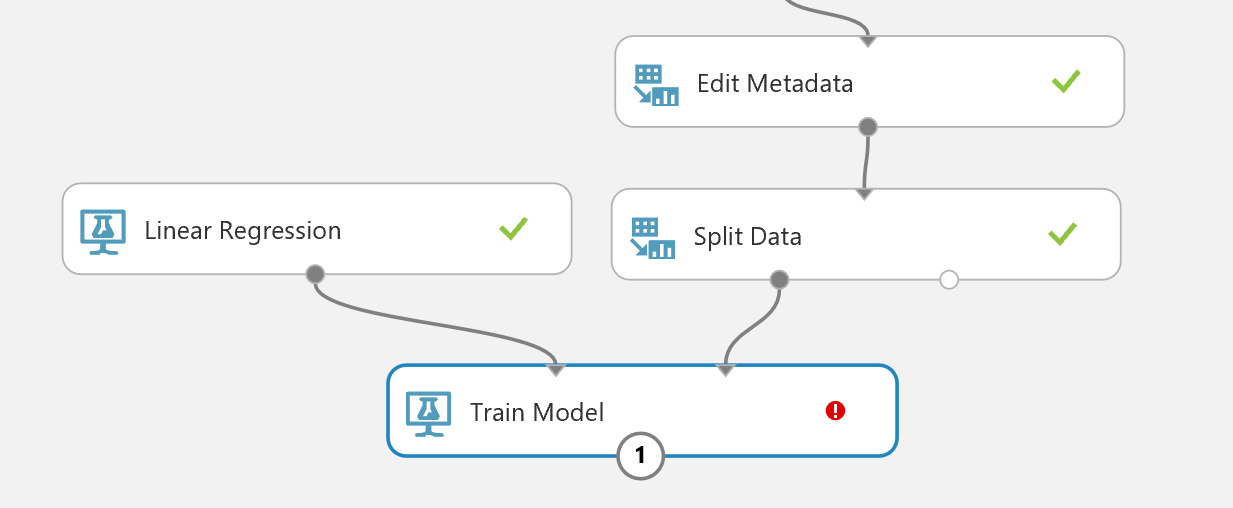 Edit Metadata
Linear Regression
Split Data
Train Model
1